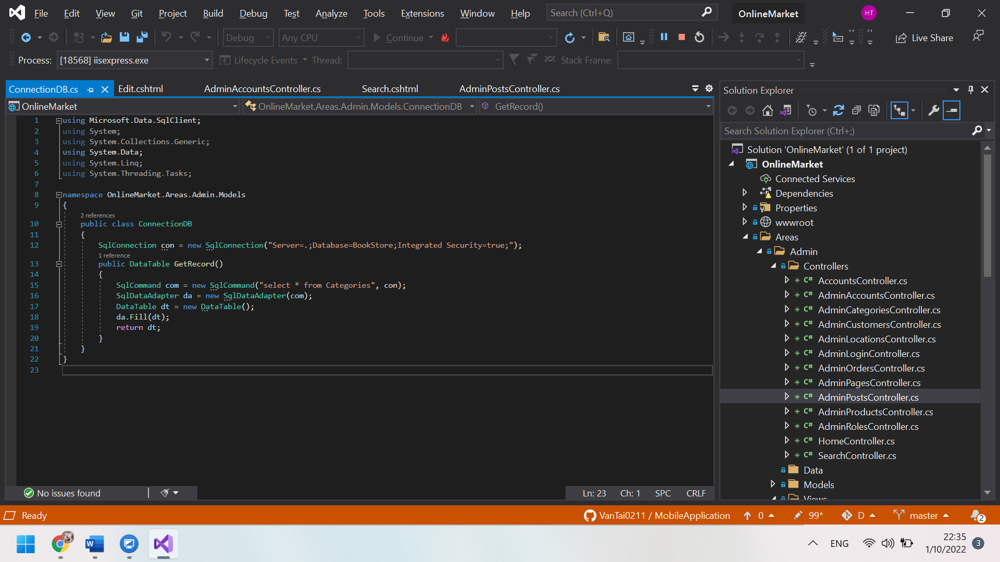 File Edit View Git Project Build Debug Test Analyze Tools Extensions Window Help Search (Ctrl+Q) OnlineMarket HT
Debug Any CPU Continue Live Share
Process: [18568] iisexpress.exe Lifecycle Events Thread: Stack Frame:
ConnectionDB.cs Edit.cshtml AdminAccountsController.cs Search.cshtml AdminPostsController.cs
OnlineMarket OnlineMarket.Areas.Admin.Models.ConnectionDB GetRecord()
1 using Microsoft.Data.SqlClient;
2 using System;
3 using System.Collections.Generic;
4 using System.Data;
5 using System.Linq;
6 using System.Threading.Tasks;
7
8 namespace OnlineMarket.Areas.Admin.Models
9 {
2 references
10 public class ConnectionDB
11 {
12 SqlConnection con = new SqlConnection("Server=.;Database=BookStore;Integrated Security=true;");
1 reference
13 public DataTable GetRecord()
14 {
15 SqlCommand com = new SqlCommand("select * from Categories", con);
16 SqlDataAdapter da = new SqlDataAdapter(com);
17 DataTable dt = new DataTable();
18 da.Fill(dt);
19 return dt;
20 }
21 }
22 }
23
No issues found Ln: 23 Ch: 1 SPC CRLF
Solution Explorer
Search Solution Explorer (Ctrl+;)
Solution 'OnlineMarket' (1 of 1 project)
OnlineMarket
Connected Services
Dependencies
Properties
wwwroot
Areas
Admin
Controllers
C# AccountsController.cs
C# AdminAccountsController.cs
C# AdminCategoriesController.cs
C# AdminCustomersController.cs
C# AdminLocationsController.cs
C# AdminLoginController.cs
C# AdminOrdersController.cs
C# AdminPagesController.cs
C# AdminPostsController.cs
C# AdminProductsController.cs
C# AdminRolesController.cs
C# HomeController.cs
C# SearchController.cs
Data
Models
Views
Ready VanTai0211 / MobileApplication 0 99* D master 2
W ENG 22:35 3
1/10/2022